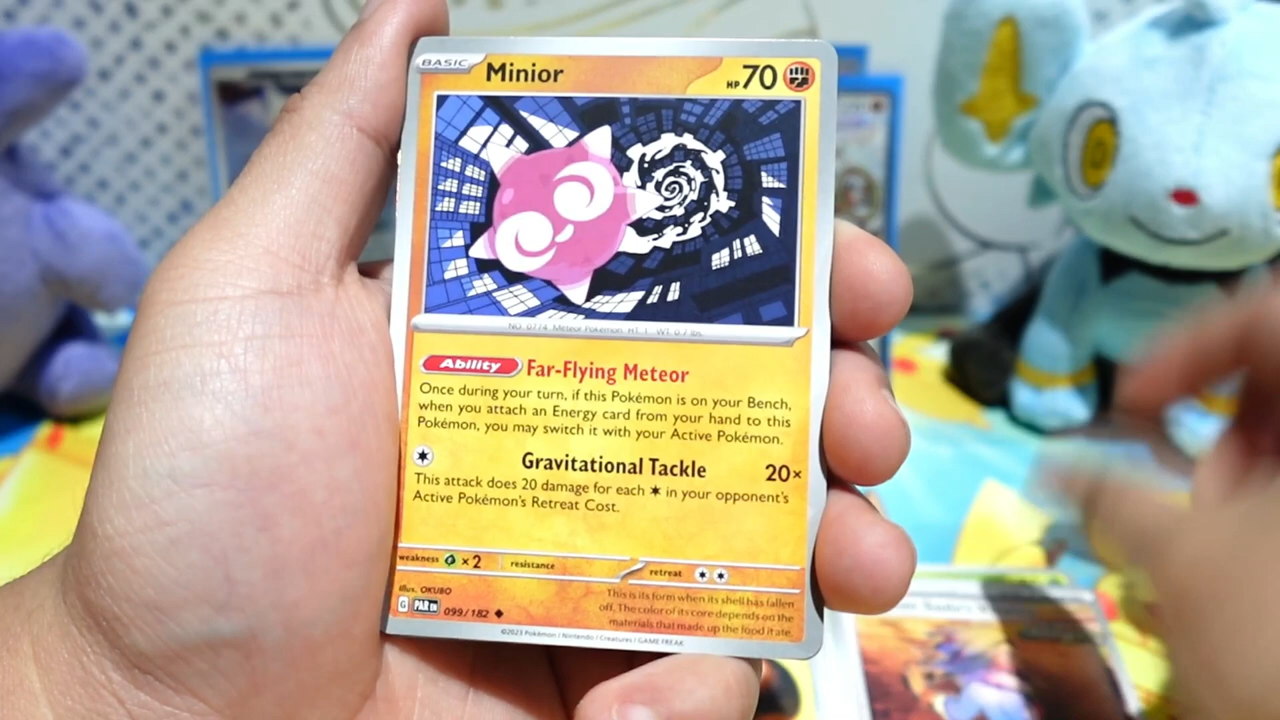 BASIC Minior HP 70
NO. 0774 Meteor Pokémon HT: 1' WT: 0.7 lbs.
Ability Far-Flying Meteor
Once during your turn, if this Pokémon is on your Bench,
when you attach an Energy card from your hand to this
Pokémon, you may switch it with your Active Pokémon.
Gravitational Tackle 20×
This attack does 20 damage for each in your opponent's
Active Pokémon's Retreat Cost.
weakness ×2 resistance retreat
Illus. OKUBO
G PAR EN 099/182
This is its form when its shell has fallen
off. The color of its core depends on the
materials that made up the food it ate.
©2023 Pokémon / Nintendo / Creatures / GAME FREAK